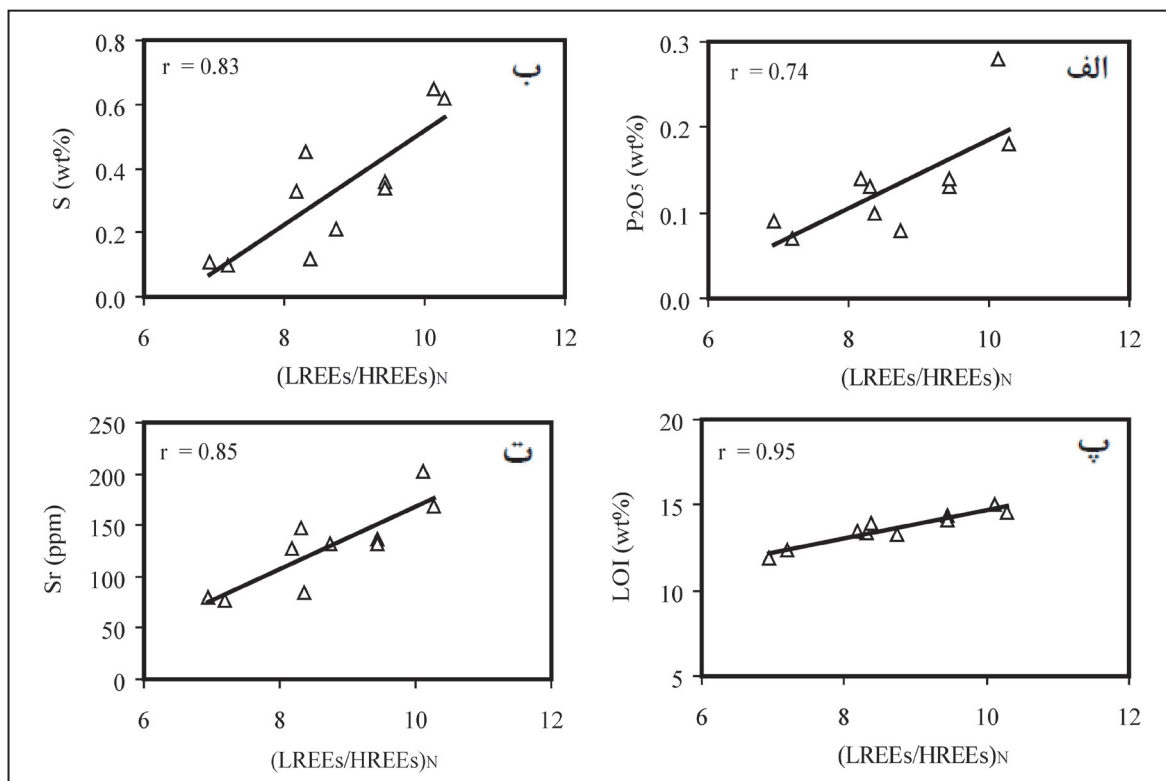 الف
r = 0.74
P₂O₅ (wt%)
0.3
0.2
0.1
0.0
6 8 10 12
(LREEs/HREEs)N
ب
r = 0.83
S (wt%)
0.8
0.6
0.4
0.2
0.0
6 8 10 12
(LREEs/HREEs)N
پ
r = 0.95
LOI (wt%)
20
15
10
5
6 8 10 12
(LREEs/HREEs)N
ت
r = 0.85
Sr (ppm)
250
200
150
100
50
0
6 8 10 12
(LREEs/HREEs)N